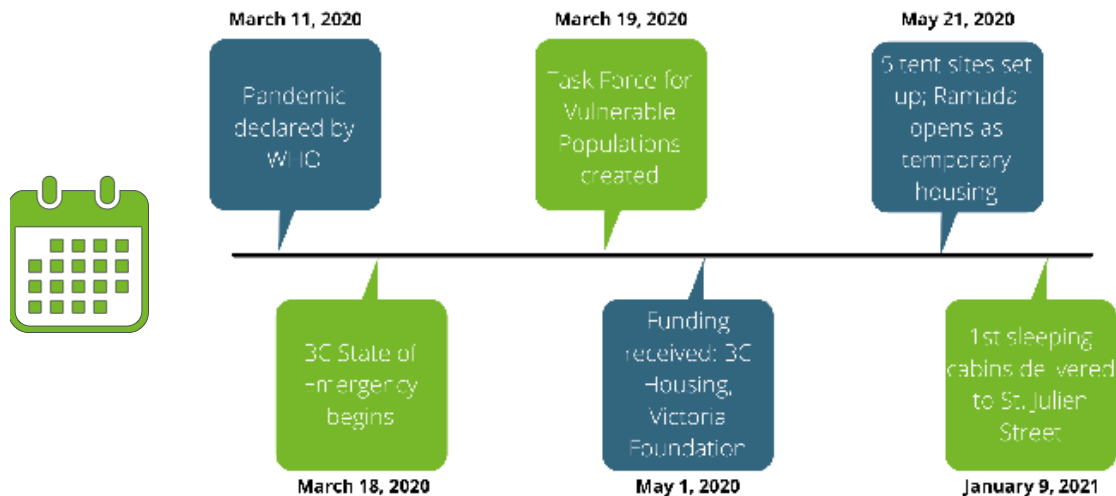 March 11, 2020
March 19, 2020
May 21, 2020
Pandemic
declared by
WHO
Task Force for
Vulnerable
Populations
created
5 tent sites set
up; Ramada
opens as
temporary
housing
BC State of
Emergency
begins
Funding
received: BC
Housing,
Victoria
Foundation
1st sleeping
cabins delivered
to St. Julien
Street
March 18, 2020
May 1, 2020
January 9, 2021